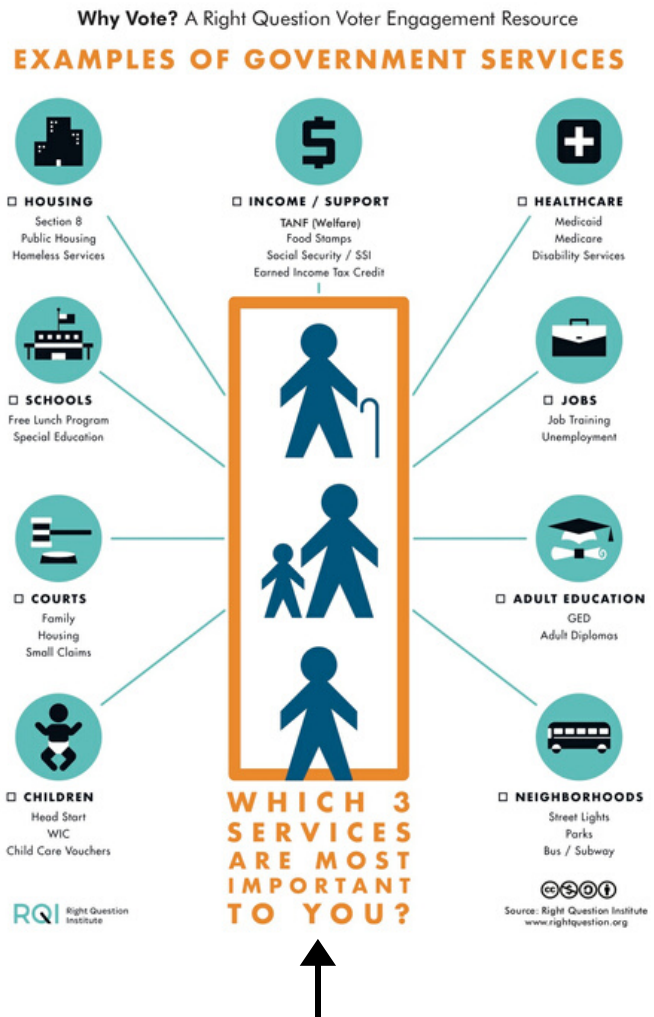 Why Vote? A Right Question Voter Engagement Resource
EXAMPLES OF GOVERNMENT SERVICES
HOUSING
Section 8
Public Housing
Homeless Services
INCOME / SUPPORT
TANF (Welfare)
Food Stamps
Social Security / SSI
Earned Income Tax Credit
HEALTHCARE
Medicaid
Medicare
Disability Services
SCHOOLS
Free Lunch Program
Special Education
JOBS
Job Training
Unemployment
COURTS
Family
Housing
Small Claims
ADULT EDUCATION
GED
Adult Diplomas
CHILDREN
Head Start
WIC
Child Care Vouchers
NEIGHBORHOODS
Street Lights
Parks
Bus / Subway
WHICH 3
SERVICES
ARE MOST
IMPORTANT
TO YOU?
RQI Right Question
Institute
cc
Source: Right Question Institute
www.rightquestion.org